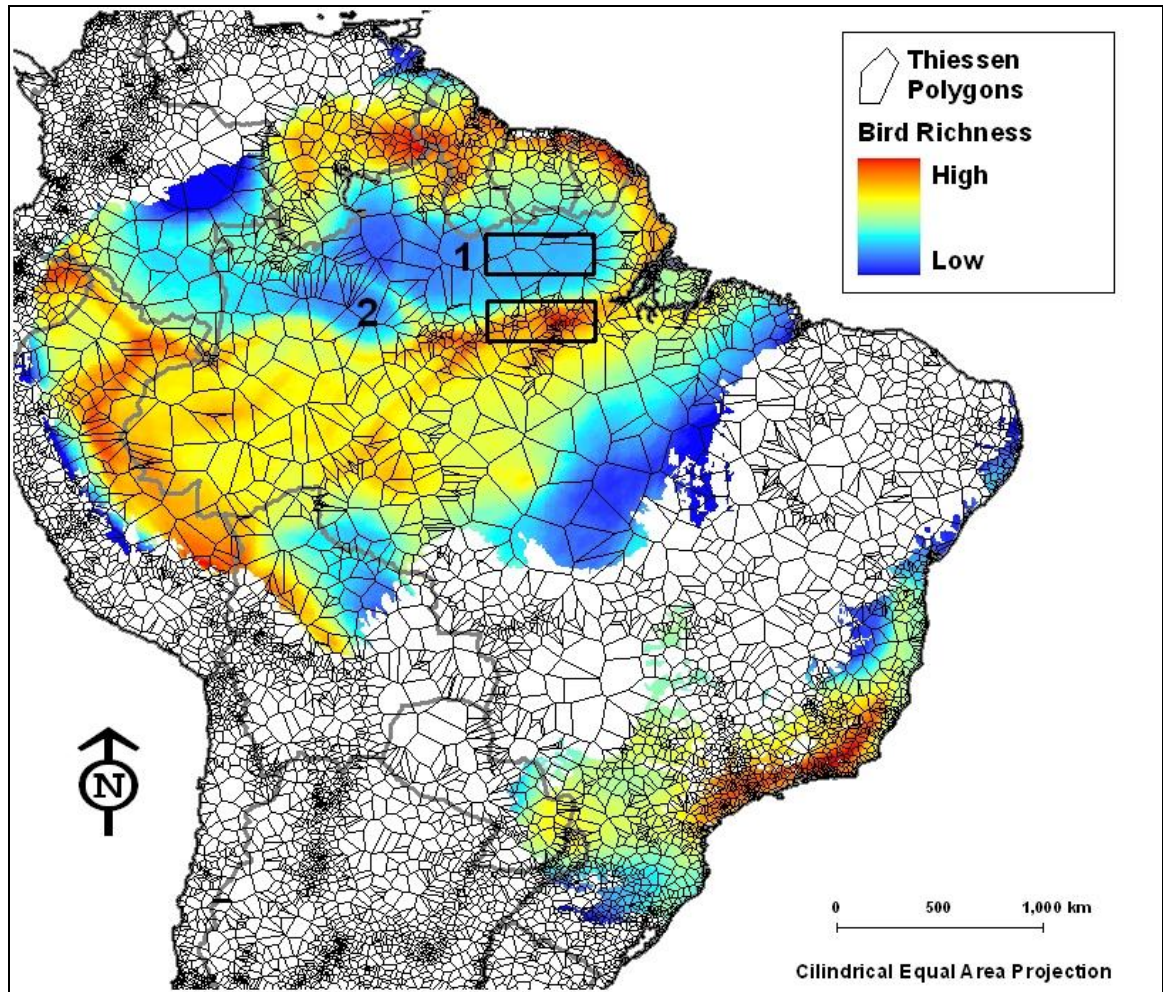 Thiessen
Polygons
Bird Richness
High
Low
1
2
N
0 500 1,000 km
Cilindrical Equal Area Projection